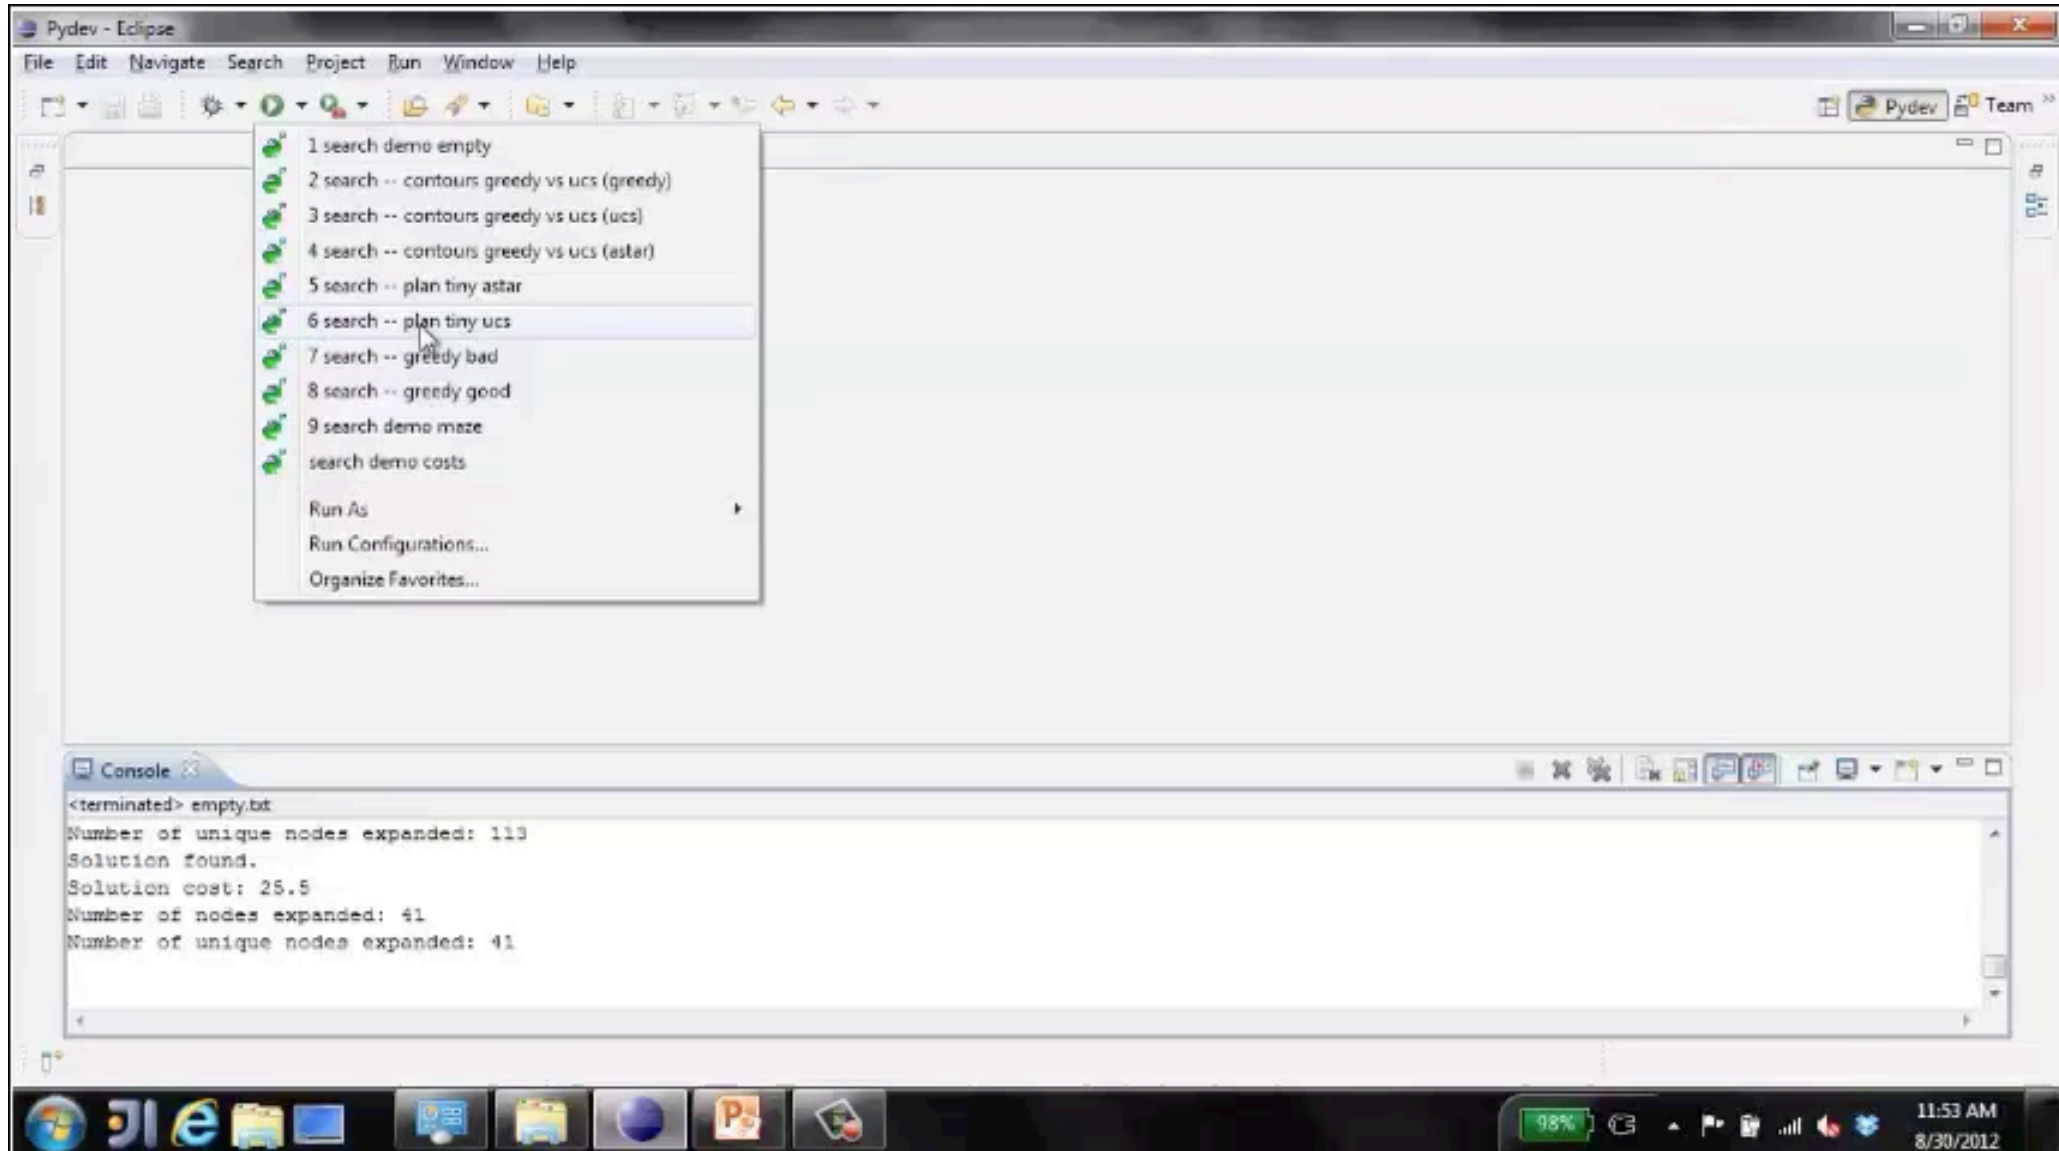 Pydev - Eclipse
File Edit Navigate Search Project Run Window Help
Pydev Team
1 search demo empty
2 search -- contours greedy vs ucs (greedy)
3 search -- contours greedy vs ucs (ucs)
4 search -- contours greedy vs ucs (astar)
5 search -- plan tiny astar
6 search -- plan tiny ucs
7 search -- greedy bad
8 search -- greedy good
9 search demo maze
search demo costs
Run As
Run Configurations...
Organize Favorites...
Console
<terminated> empty.txt
Number of unique nodes expanded: 113
Solution found.
Solution cost: 25.5
Number of nodes expanded: 41
Number of unique nodes expanded: 41
98%
11:53 AM
8/30/2012